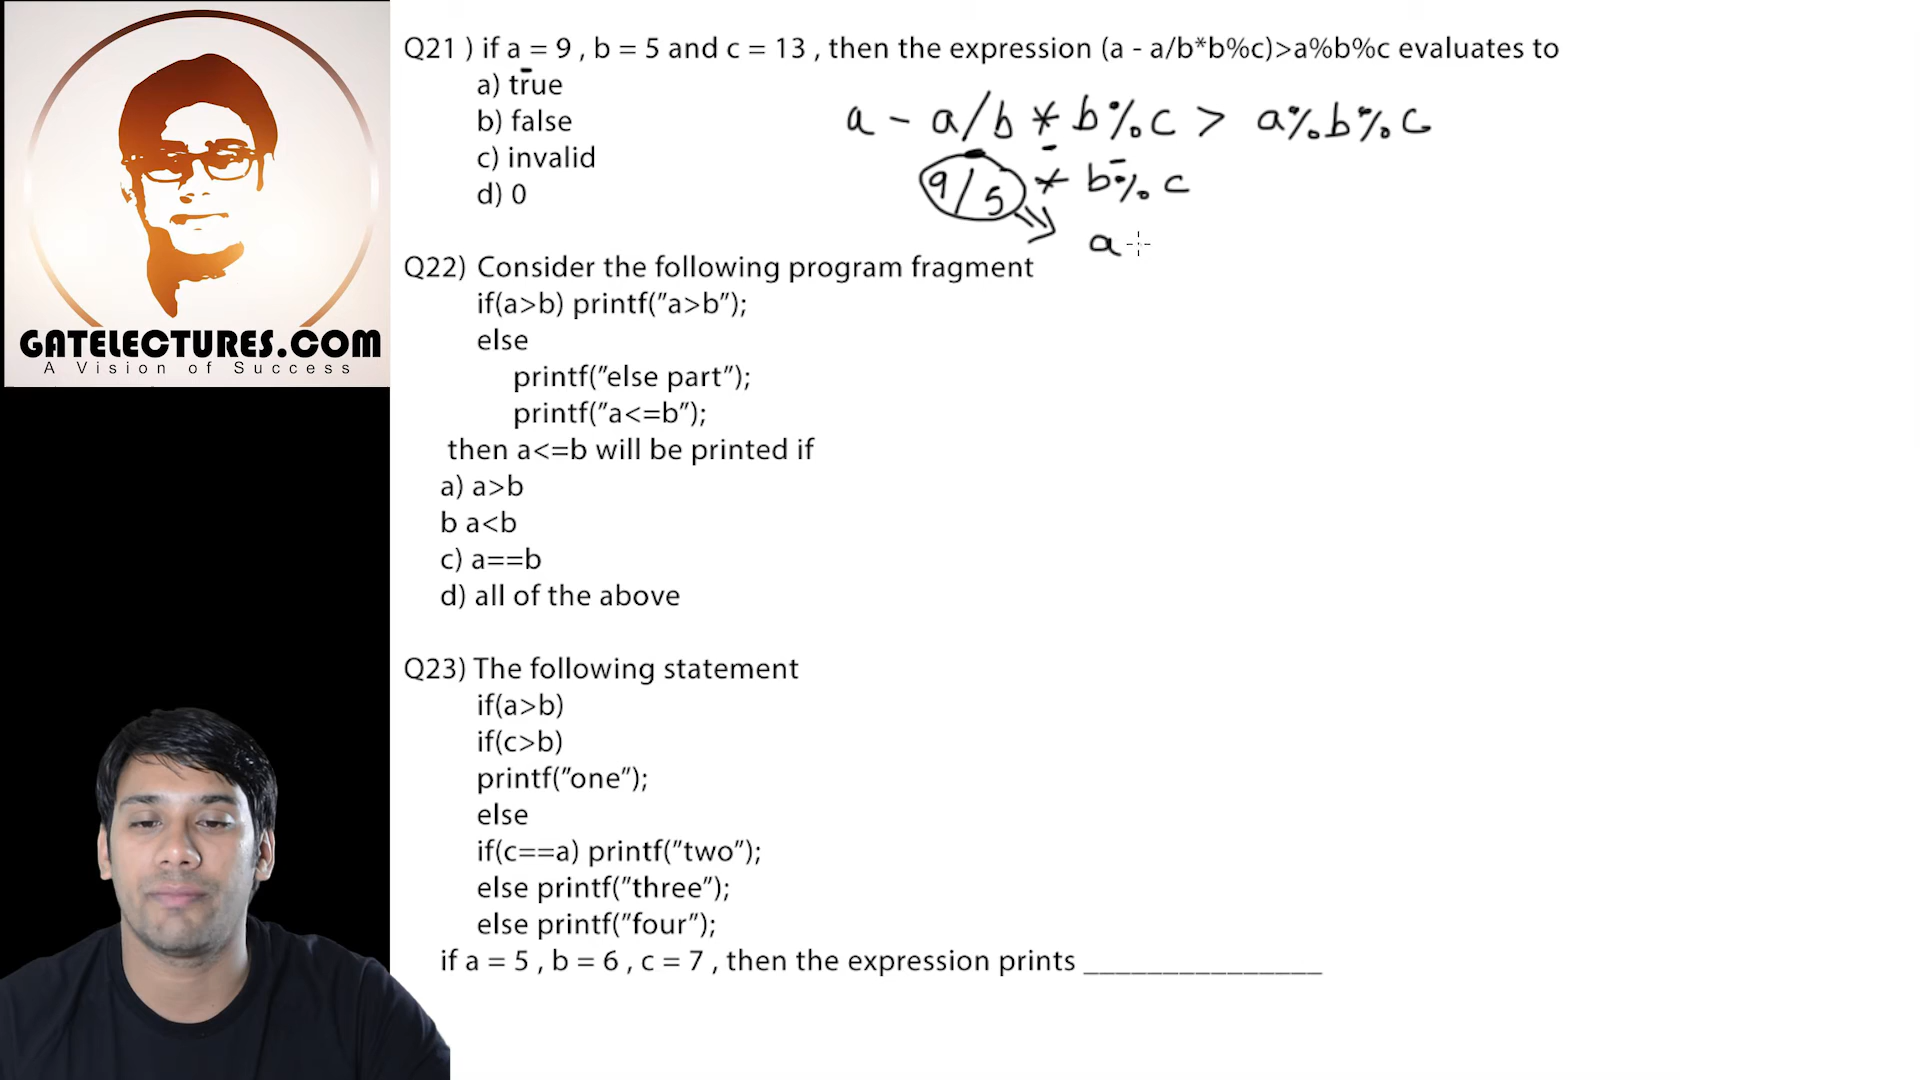 GATELECTURES.COM
A Vision of Success
Q21 ) if a = 9 , b = 5 and c = 13 , then the expression (a - a/b*b%c)>a%b%c evaluates to
a) true
b) false
c) invalid
d) 0
a - a/b * b%c > a%b%c
9/5 * b%c
a -
Q22) Consider the following program fragment
if(a>b) printf(”a>b”);
else
printf(”else part”);
printf(”a<=b”);
then a<=b will be printed if
a) a>b
b a<b
c) a==b
d) all of the above
Q23) The following statement
if(a>b)
if(c>b)
printf(”one”);
else
if(c==a) printf(”two”);
else printf(”three”);
else printf(”four”);
if a = 5 , b = 6 , c = 7 , then the expression prints _______________